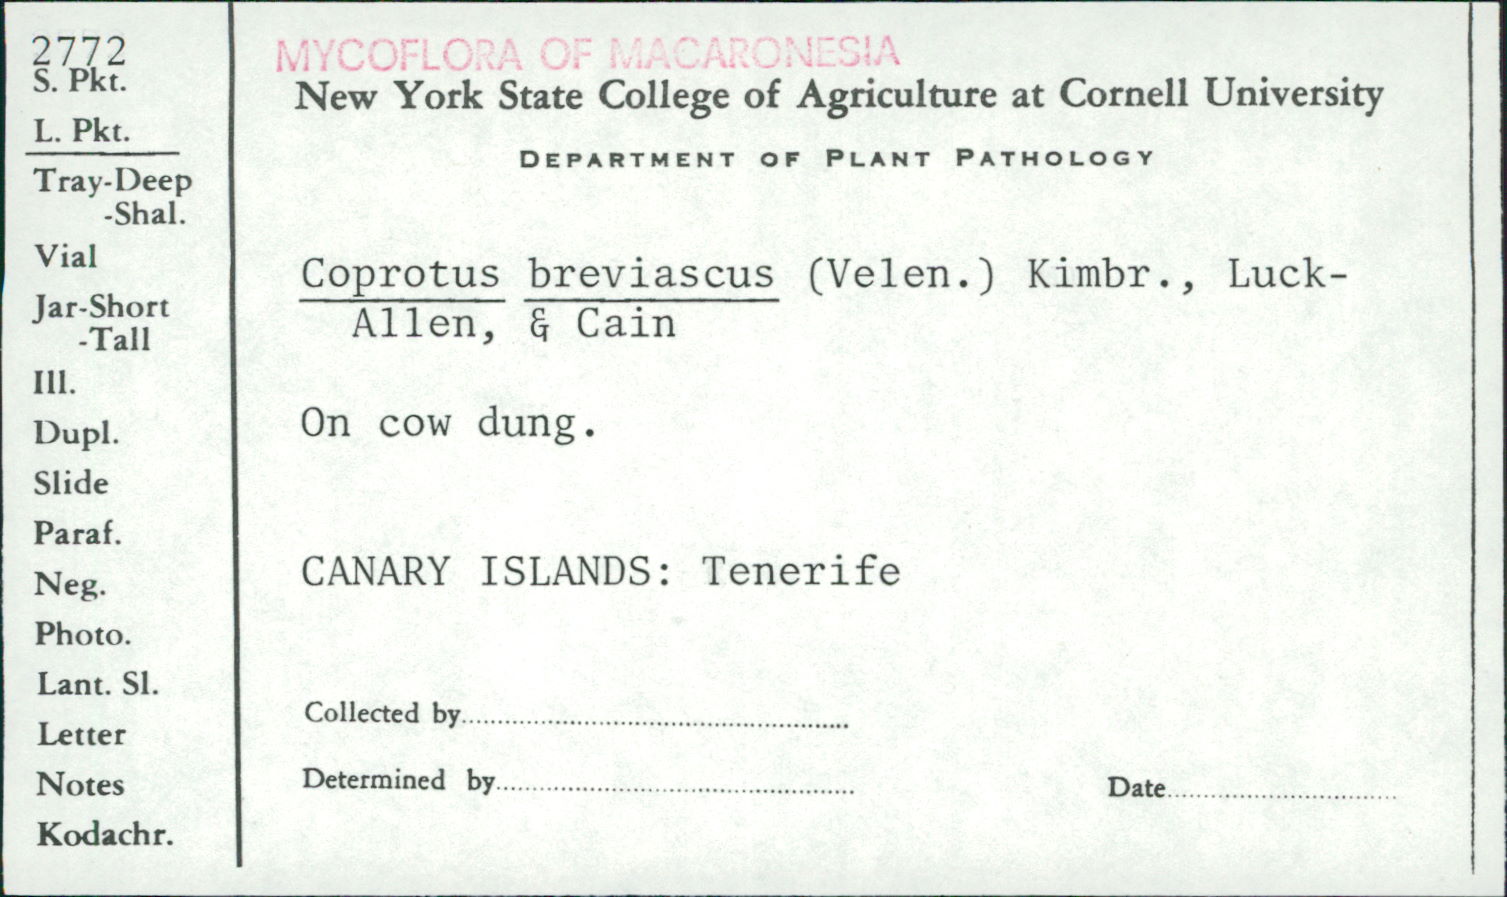 2772
S. Pkt.
L. Pkt.
Tray-Deep
-Shal.
Vial
Jar-Short
-Tall
Ill.
Dupl.
Slide
Paraf.
Neg.
Photo.
Lant. Sl.
Letter
Notes
Kodachr.
MYCOFLORA OF MACARONESIA
New York State College of Agriculture at Cornell University
DEPARTMENT OF PLANT PATHOLOGY
Coprotus breviascus (Velen.) Kimbr., Luck-
Allen, & Cain
On cow dung.
CANARY ISLANDS: Tenerife
Collected by
Determined by
Date